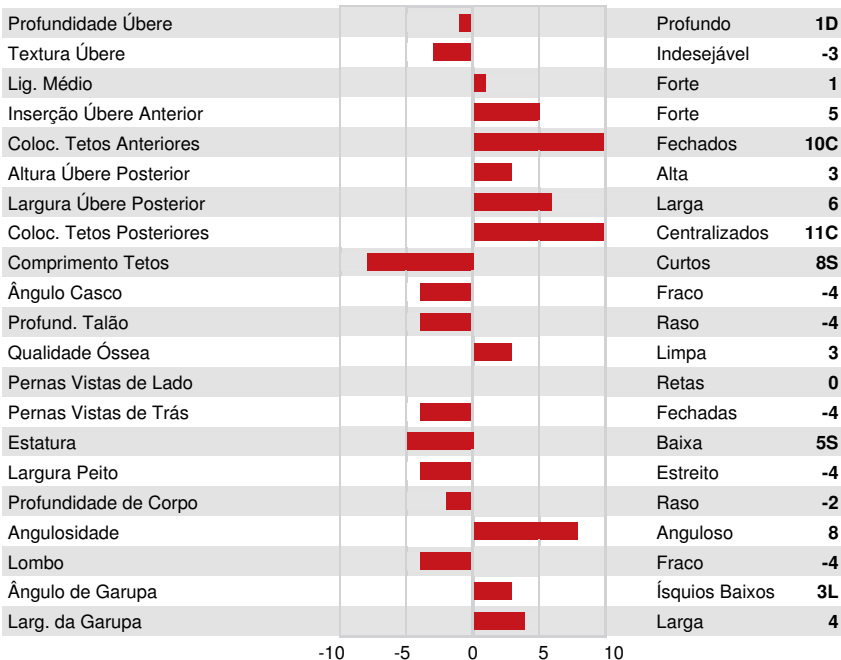 Profundidade Úbere Profundo 1D
Textura Úbere Indesejável -3
Lig. Médio Forte 1
Inserção Úbere Anterior Forte 5
Coloc. Tetos Anteriores Fechados 10C
Altura Úbere Posterior Alta 3
Largura Úbere Posterior Larga 6
Coloc. Tetos Posteriores Centralizados 11C
Comprimento Tetos Curtos 8S
Ângulo Casco Fraco -4
Profund. Talão Raso -4
Qualidade Óssea Limpa 3
Pernas Vistas de Lado Retas 0
Pernas Vistas de Trás Fechadas -4
Estatura Baixa 5S
Largura Peito Estreito -4
Profundidade de Corpo Raso -2
Angulosidade Anguloso 8
Lombo Fraco -4
Ângulo de Garupa Ísquios Baixos 3L
Larg. da Garupa Larga 4
-10 -5 0 5 10